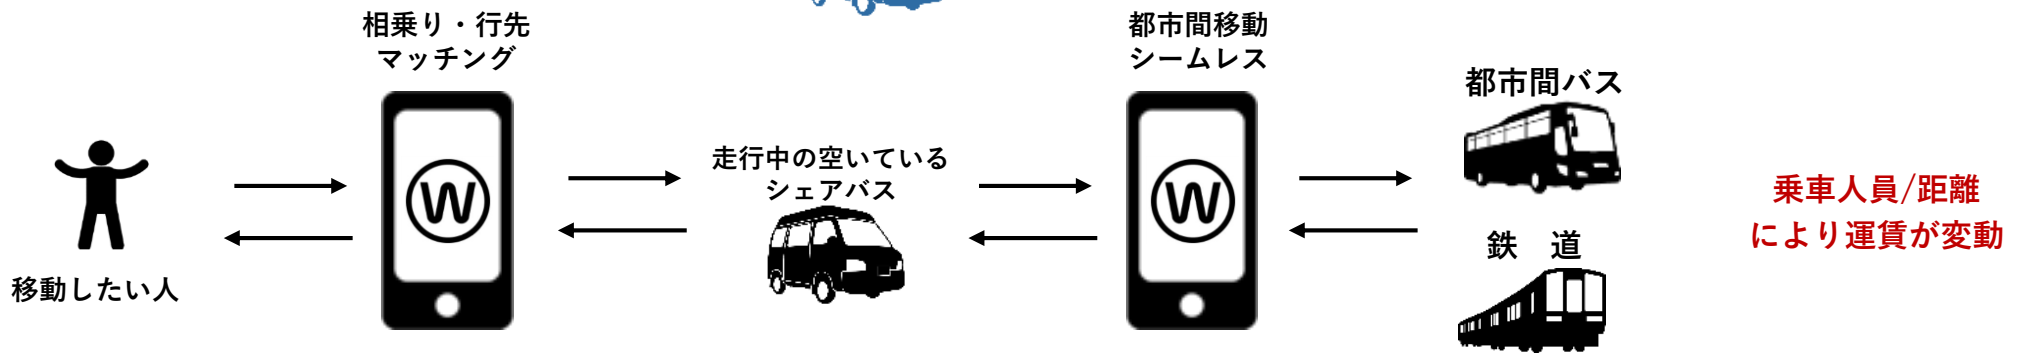 相乗り・行先
マッチング
都市間移動
シームレス
都市間バス
走行中の空いている
シェアバス
W
W
乗車人員/距離
により運賃が変動
鉄　道
移動したい人